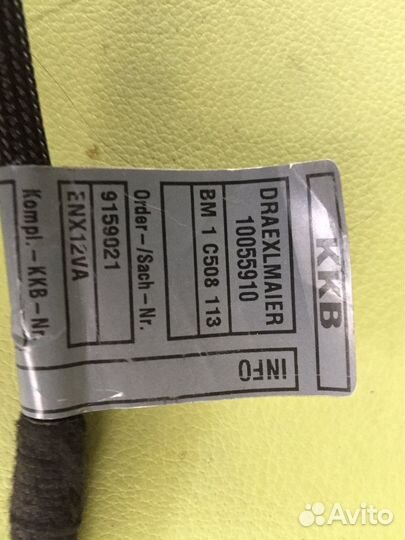 KKB
DRAEXLMAIER
10055910
BM 1 C508 113
Order-/Sach-Nr.
9159021
ENX12VA
Kompl.-KKB-Nr.
INFO
Avito